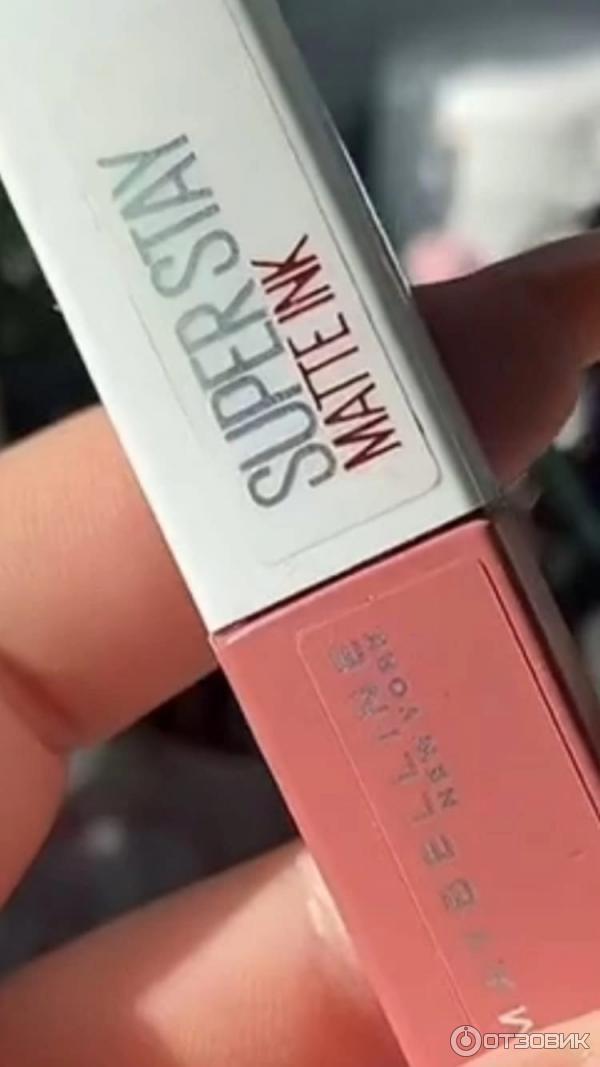 SUPER STAY
MATTE INK
MAYBELLINE
NEW YORK
ОТЗОВИК